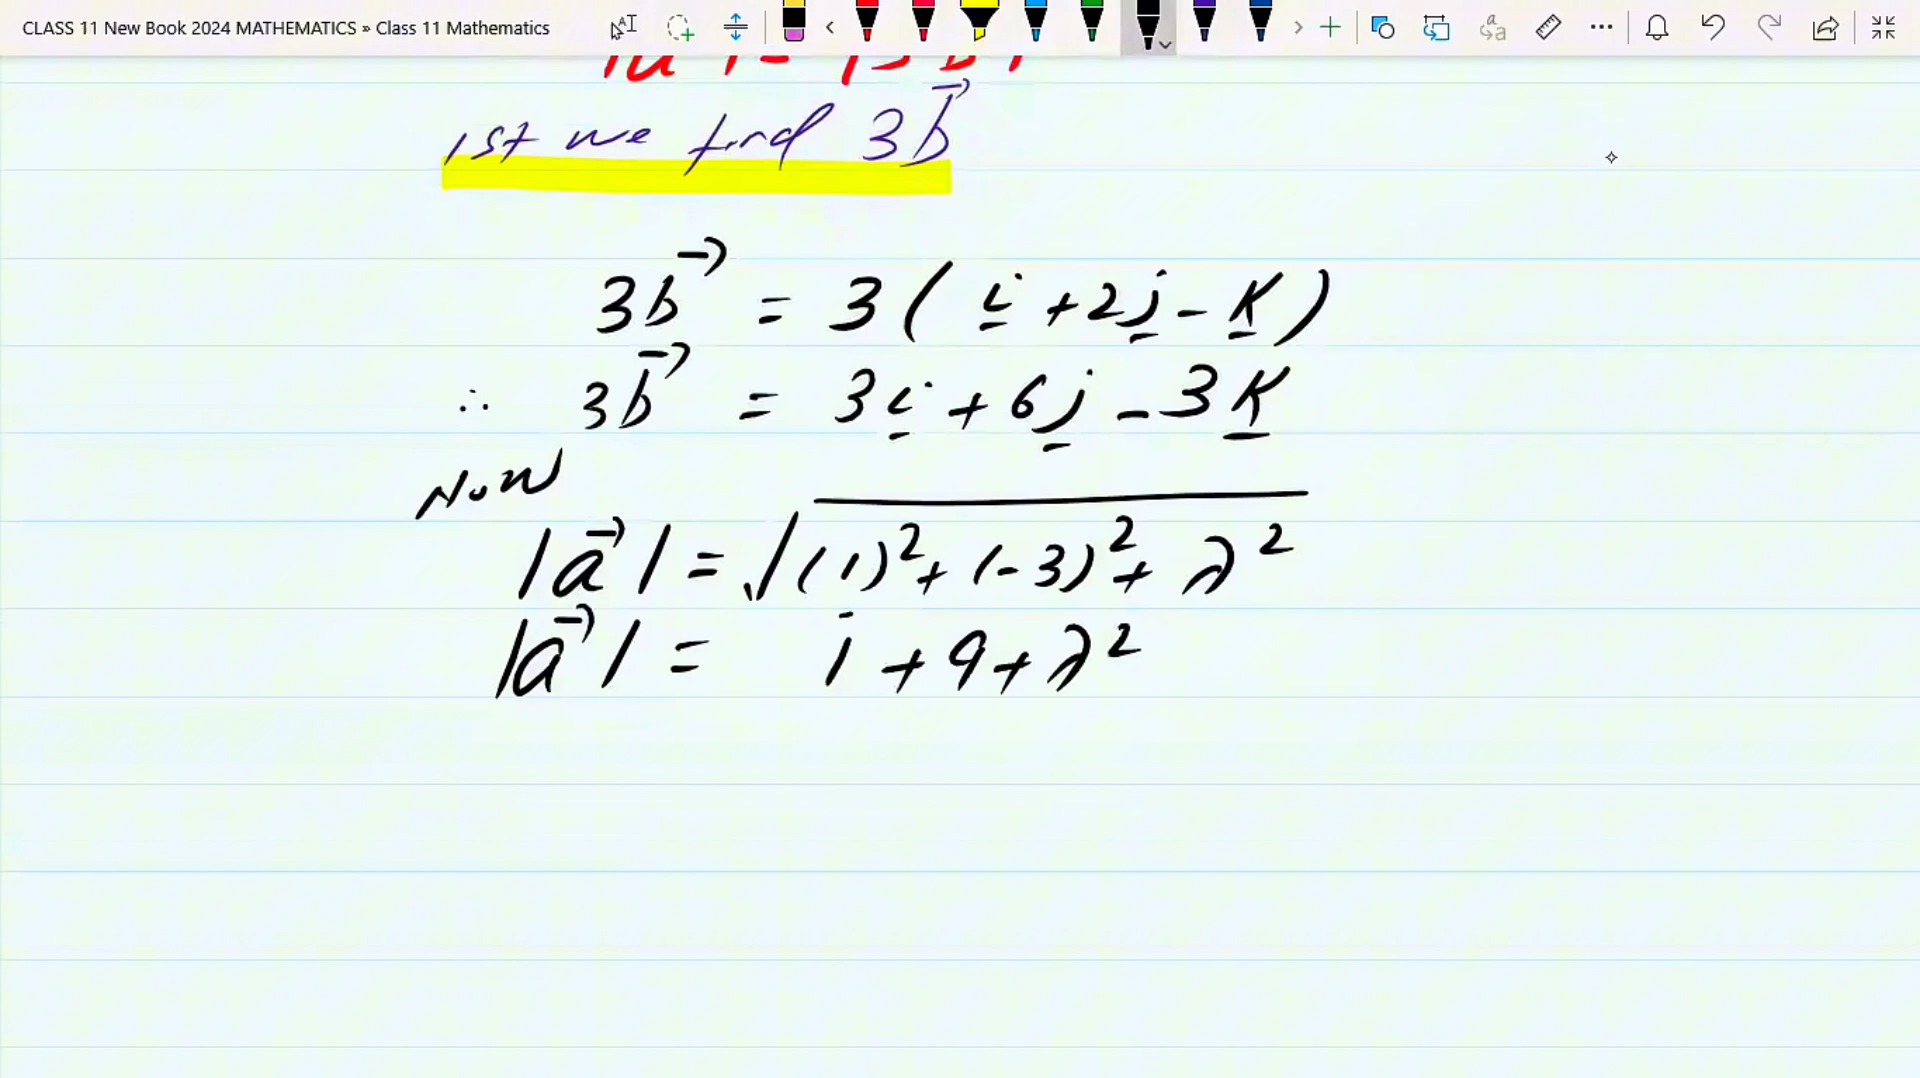 CLASS 11 New Book 2024 MATHEMATICS » Class 11 Mathematics
|a⃗| = |3b⃗|
1st we find 3b⃗
3b⃗ = 3(i + 2j - k)
∴ 3b⃗ = 3i + 6j - 3k
Now
|a⃗| = √((1)² + (-3)² + λ²)
|a⃗| = 1 + 9 + λ²